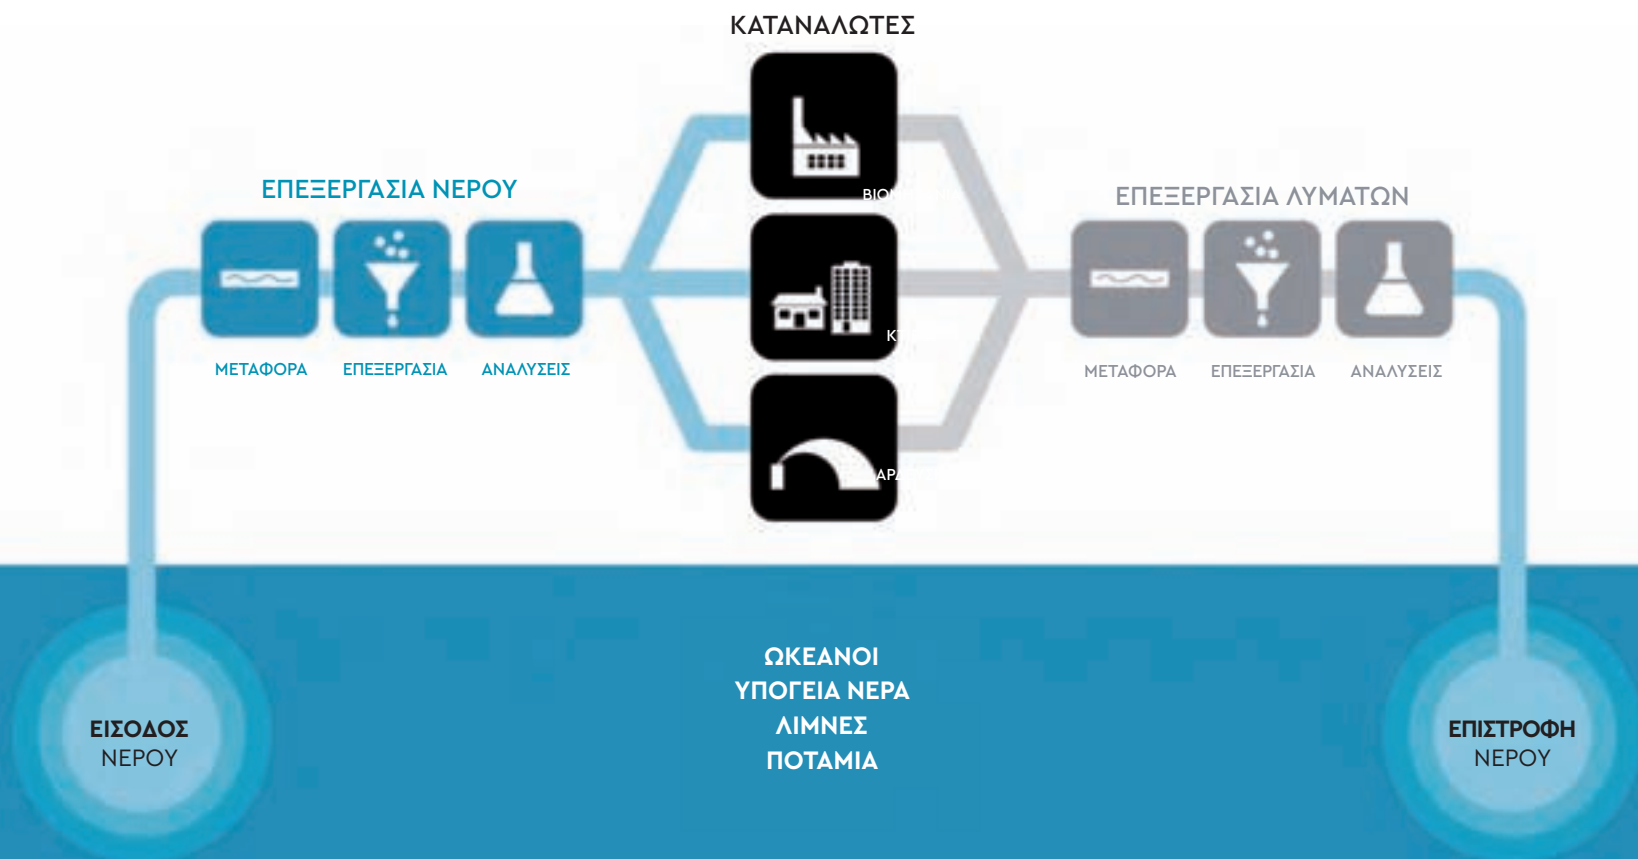 ΚΑΤΑΝΑΛΩΤΕΣ
ΕΠΕΞΕΡΓΑΣΙΑ ΝΕΡΟΥ
ΜΕΤΑΦΟΡΑ
ΕΠΕΞΕΡΓΑΣΙΑ
ΑΝΑΛΥΣΕΙΣ
ΕΠΕΞΕΡΓΑΣΙΑ ΛΥΜΑΤΩΝ
ΜΕΤΑΦΟΡΑ
ΕΠΕΞΕΡΓΑΣΙΑ
ΑΝΑΛΥΣΕΙΣ
ΕΙΣΟΔΟΣ
ΝΕΡΟΥ
ΩΚΕΑΝΟΙ
ΥΠΟΓΕΙΑ ΝΕΡΑ
ΛΙΜΝΕΣ
ΠΟΤΑΜΙΑ
ΕΠΙΣΤΡΟΦΗ
ΝΕΡΟΥ